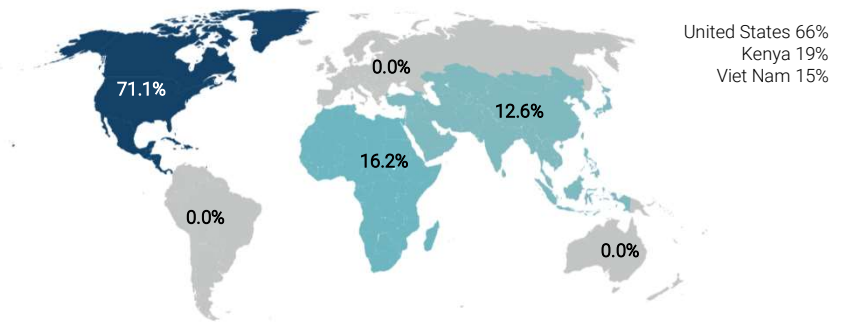 United States 66%
Kenya 19%
Viet Nam 15%
0.0%
71.1%
12.6%
16.2%
0.0%
0.0%